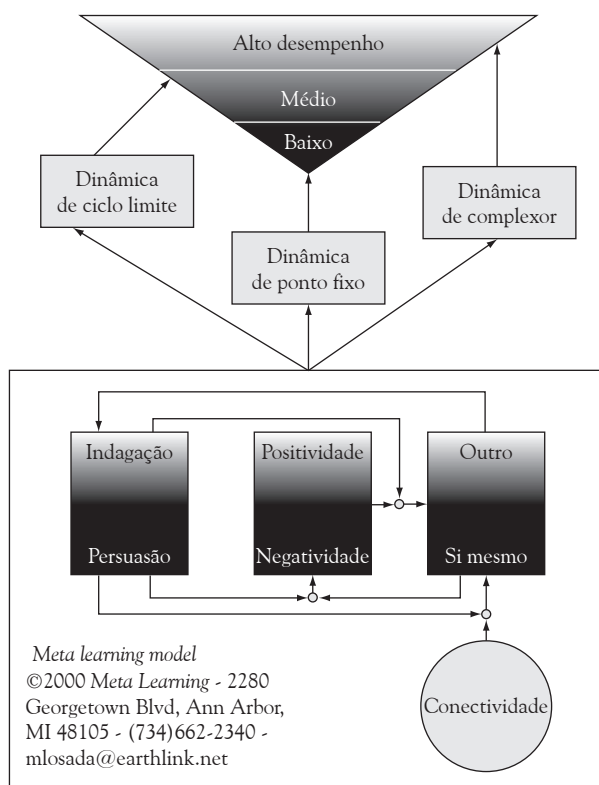 Alto desempenho
Médio
Baixo
Dinâmica
de ciclo limite
Dinâmica
de ponto fixo
Dinâmica
de complexor
Indagação
Persuasão
Positividade
Negatividade
Outro
Si mesmo
Meta learning model
©2000 Meta Learning - 2280
Georgetown Blvd, Ann Arbor,
MI 48105 - (734)662-2340 -
mlosada@earthlink.net
Conectividade